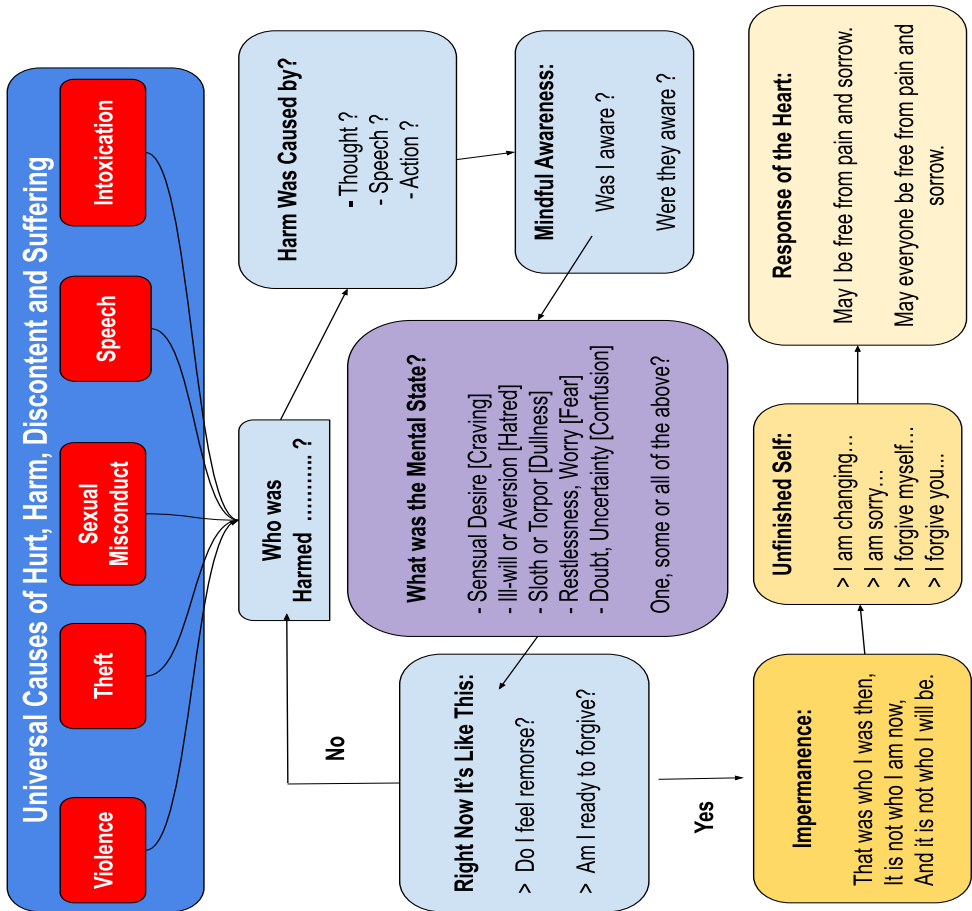 Universal Causes of Hurt, Harm, Discontent and Suffering
Violence
Theft
Sexual
Misconduct
Speech
Intoxication
Who was
Harmed ............ ?
Harm Was Caused by?
- Thought ?
- Speech ?
- Action ?
Mindful Awareness:
Was I aware ?
Were they aware ?
What was the Mental State?
- Sensual Desire [Craving]
- Ill-will or Aversion [Hatred]
- Sloth or Torpor [Dullness]
- Restlessness, Worry [Fear]
- Doubt, Uncertainty [Confusion]
One, some or all of the above?
Right Now It's Like This:
> Do I feel remorse?
> Am I ready to forgive?
No
Yes
Impermanence:
That was who I was then,
It is not who I am now,
And it is not who I will be.
Unfinished Self:
> I am changing...
> I am sorry...
> I forgive myself...
> I forgive you...
Response of the Heart:
May I be free from pain and sorrow.
May everyone be free from pain and
sorrow.